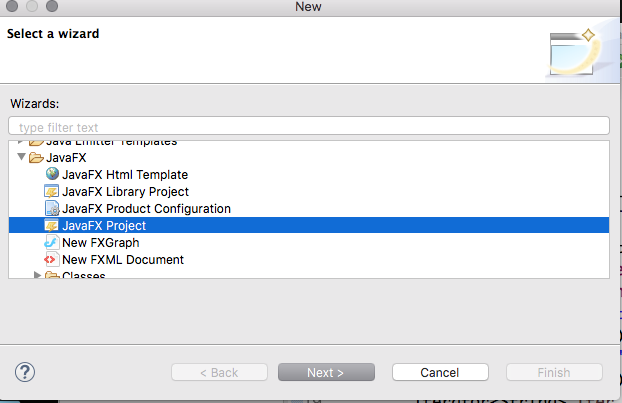 New
Select a wizard
Wizards:
type filter text
Java Emitter Templates
JavaFX
JavaFX Html Template
JavaFX Library Project
JavaFX Product Configuration
JavaFX Project
New FXGraph
New FXML Document
Classes
?
< Back
Next >
Cancel
Finish